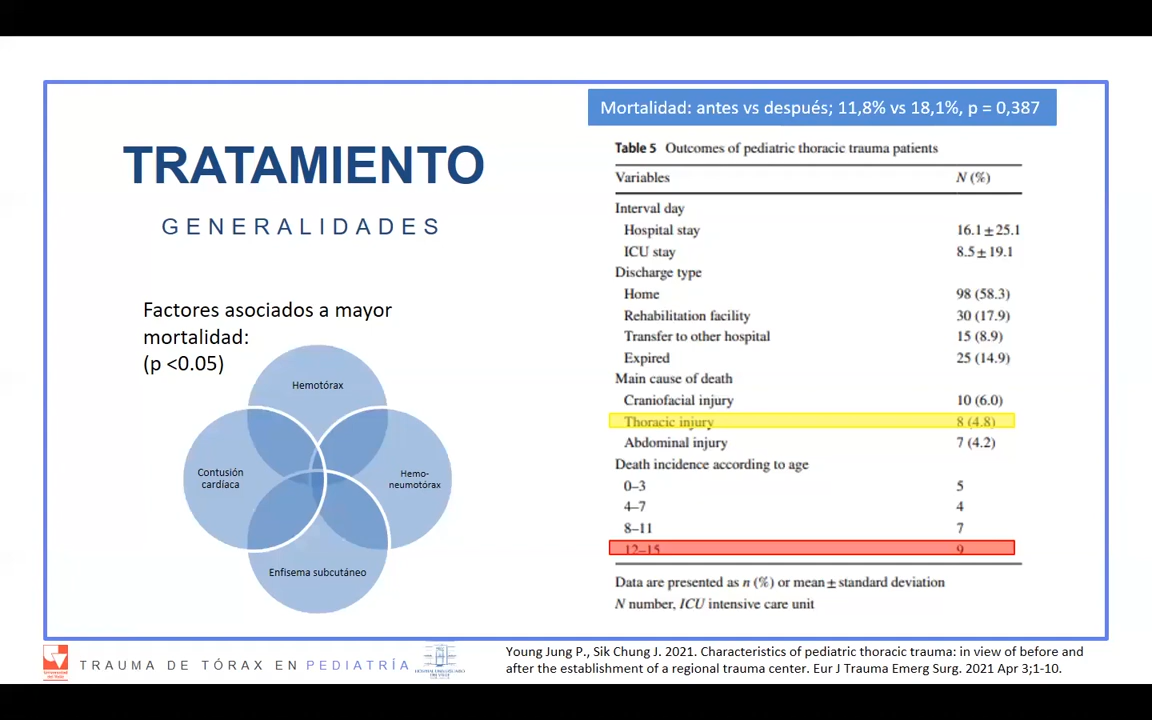 Mortalidad: antes vs después; 11,8% vs 18,1%, p = 0,387
TRATAMIENTO
GENERALIDADES
Factores asociados a mayor
mortalidad:
(p <0.05)
Hemotórax
Contusión
cardíaca
Hemo-
neumotórax
Enfisema subcutáneo
Table 5 Outcomes of pediatric thoracic trauma patients
Variables N (%)
Interval day
Hospital stay 16.1 ± 25.1
ICU stay 8.5 ± 19.1
Discharge type
Home 98 (58.3)
Rehabilitation facility 30 (17.9)
Transfer to other hospital 15 (8.9)
Expired 25 (14.9)
Main cause of death
Craniofacial injury 10 (6.0)
Thoracic injury 8 (4.8)
Abdominal injury 7 (4.2)
Death incidence according to age
0–3 5
4–7 4
8–11 7
12–15 9
Data are presented as n (%) or mean ± standard deviation
N number, ICU intensive care unit
TRAUMA DE TÓRAX EN PEDIATRÍA
Young Jung P., Sik Chung J. 2021. Characteristics of pediatric thoracic trauma: in view of before and
after the establishment of a regional trauma center. Eur J Trauma Emerg Surg. 2021 Apr 3;1-10.